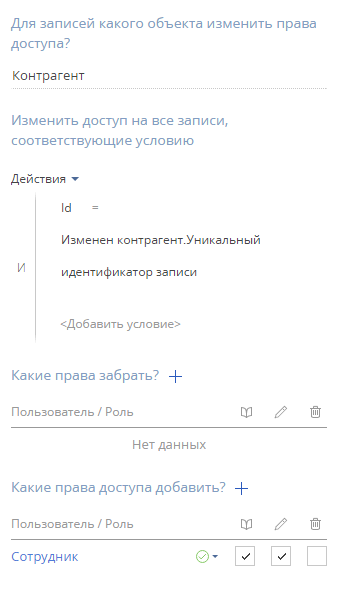 Для записей какого объекта изменить права
доступа?
Контрагент
Изменить доступ на все записи,
соответствующие условию
Действия
Id =
Изменен контрагент.Уникальный
И
идентификатор записи
<Добавить условие>
Какие права забрать? +
Пользователь / Роль
Нет данных
Какие права доступа добавить? +
Пользователь / Роль
Сотрудник